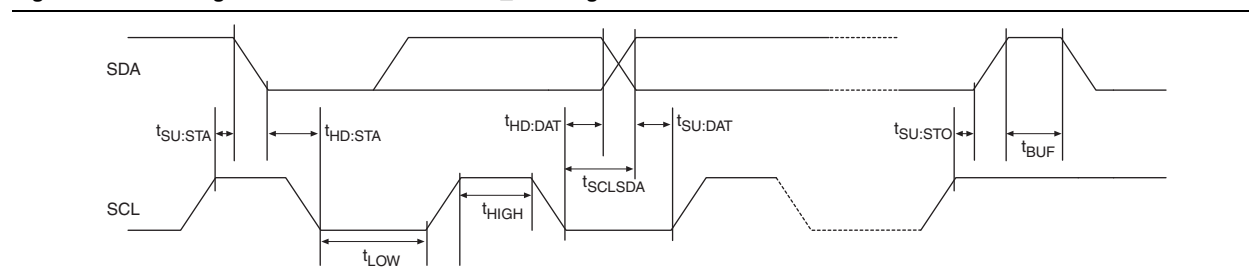 SDA
tSU:STA
tHD:STA
tHD:DAT
tSU:DAT
tSU:STO
tBUF
tSCLSDA
SCL
tHIGH
tLOW